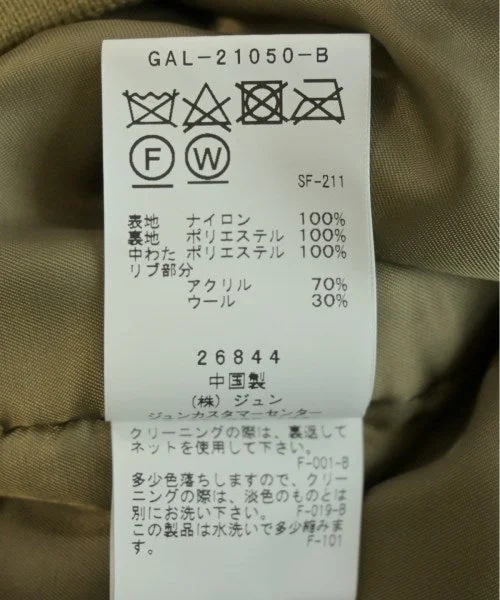 GAL-21050-B
F W
SF-211
表地 ナイロン 100%
裏地 ポリエステル 100%
中わた ポリエステル 100%
リブ部分
アクリル 70%
ウール 30%
26844
中国製
(株) ジュン
ジュンカスタマーセンター
クリーニングの際は、裏返して
ネットを使用して下さい。
F-001-B
多少色落ちしますので、クリー
ニングの際は、淡色のものとは
別にお洗い下さい。 F-019-B
この製品は水洗いで多少縮みま
す。 F-101